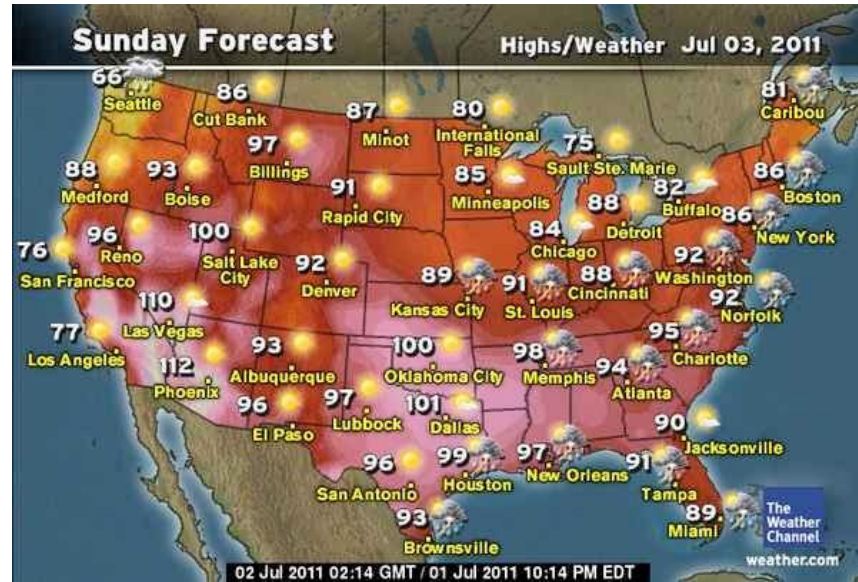 Sunday Forecast
Highs/Weather Jul 03, 2011
66
Seattle
86
Cut Bank
87
Minot
80
International
Falls
81
Caribou
97
Billings
75
Sault Ste. Marie
88
Medford
93
Boise
91
Rapid City
85
Minneapolis
88
Detroit
82
Buffalo
86
Boston
96
Reno
100
Salt Lake
City
84
Chicago
86
New York
76
San Francisco
92
Denver
89
Kansas City
91
St. Louis
88
Cincinnati
92
Washington
110
Las Vegas
92
Norfolk
77
Los Angeles
112
Phoenix
93
Albuquerque
100
Oklahoma City
98
Memphis
95
Charlotte
94
Atlanta
96
El Paso
97
Lubbock
101
Dallas
90
Jacksonville
96
San Antonio
99
Houston
97
New Orleans
91
Tampa
93
Brownsville
89
Miami
The
Weather
Channel
weather.com
02 Jul 2011 02:14 GMT / 01 Jul 2011 10:14 PM EDT